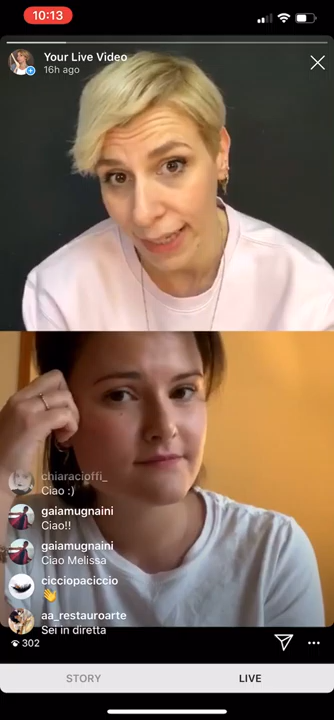 10:13
Your Live Video
16h ago
chiaracioffi_
Ciao :)
gaiamugnaini
Ciao!!
gaiamugnaini
Ciao Melissa
cicciopaciccio
👋
aa_restauroarte
Sei in diretta
302
STORY
LIVE